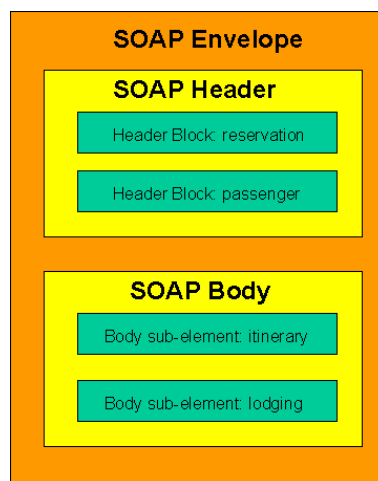 SOAP Envelope
SOAP Header
Header Block: reservation
Header Block: passenger
SOAP Body
Body sub-element: itinerary
Body sub-element: lodging